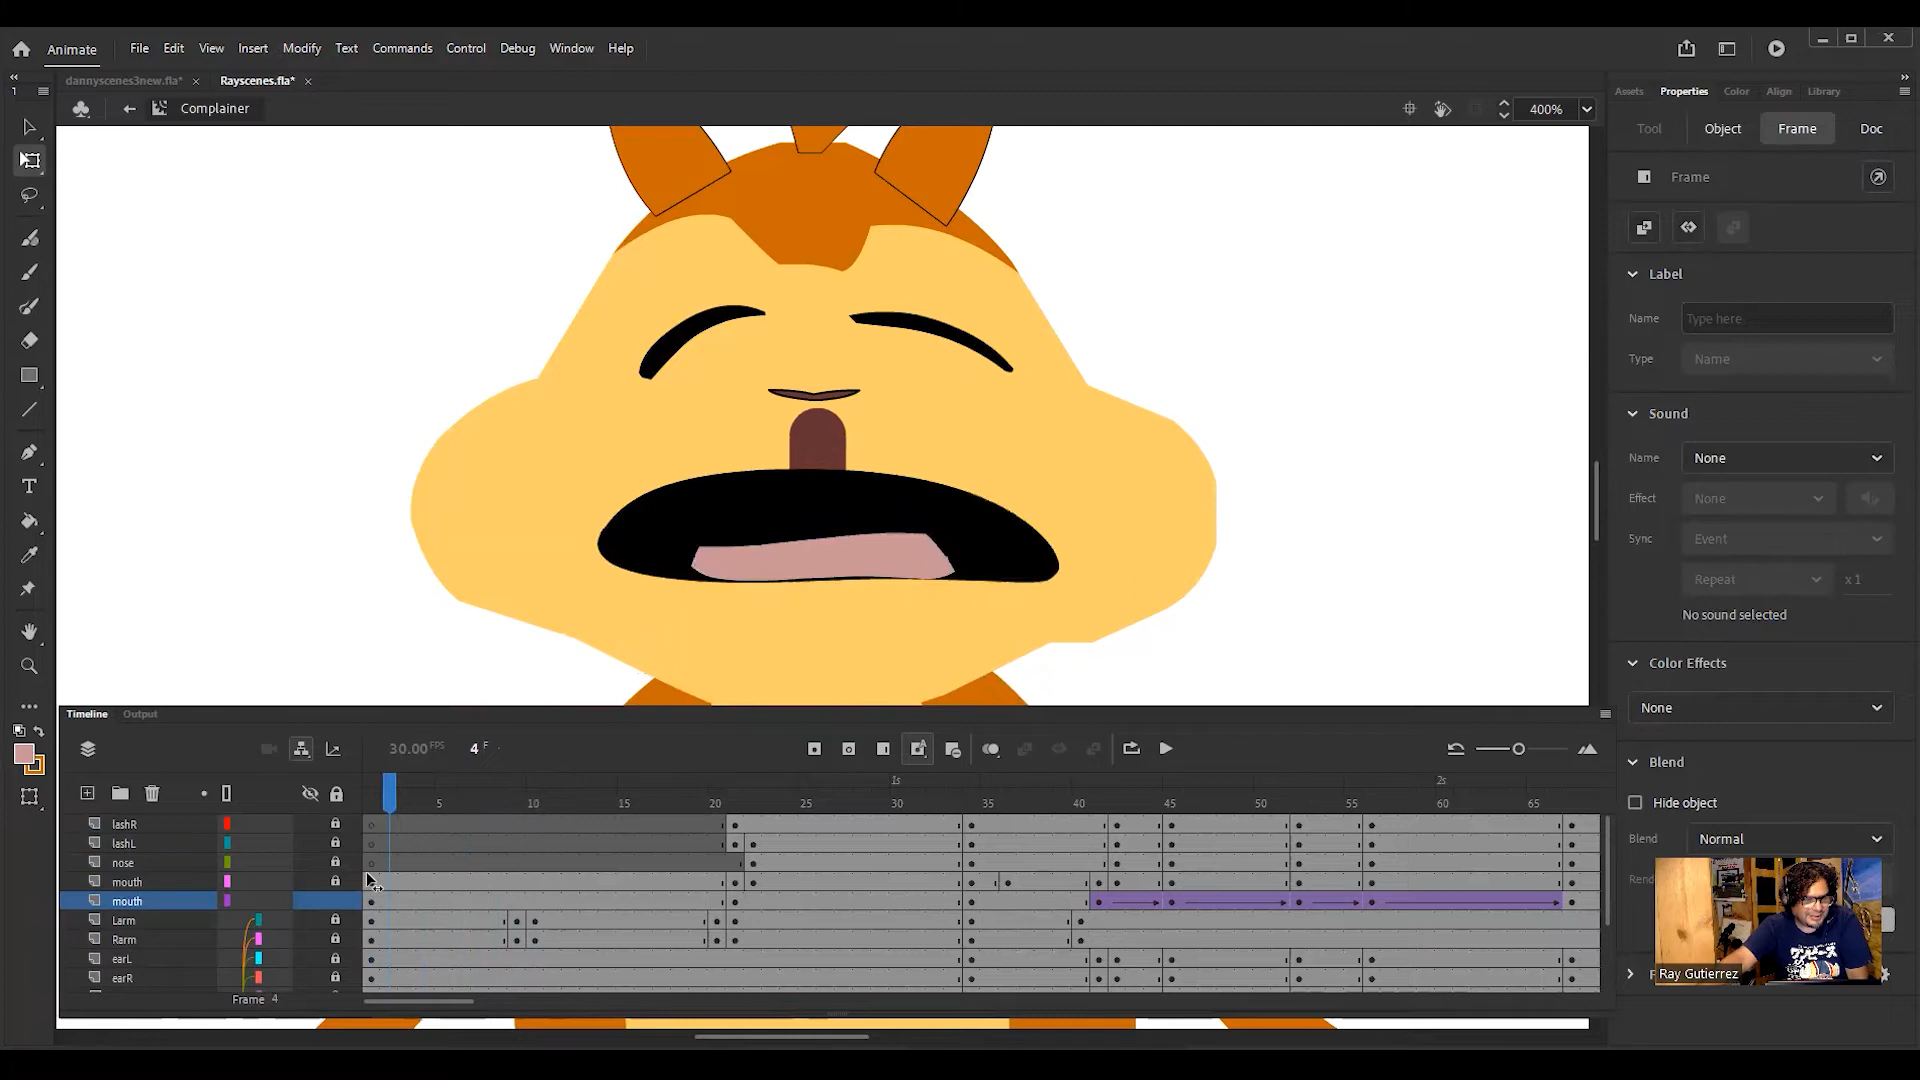 Animate File Edit View Insert Modify Text Commands Control Debug Window Help
dannyscenes3new.fla* × Rayscenes.fla* ×
1 Complainer 400%
Assets Properties Color Align Library
Tool Object Frame Doc
Frame
Label
Name Type here
Type Name
Sound
Name None
Effect None
Sync Event
Repeat x 1
No sound selected
Color Effects
None
Blend
Hide object
Blend Normal
Timeline Output
30.00 FPS 4 F
1s 2s
5 10 15 20 25 30 35 40 45 50 55 60 65
lashR
lashL
nose
mouth
mouth
Larm
Rarm
earL
earR
Frame 4
Ray Gutierrez